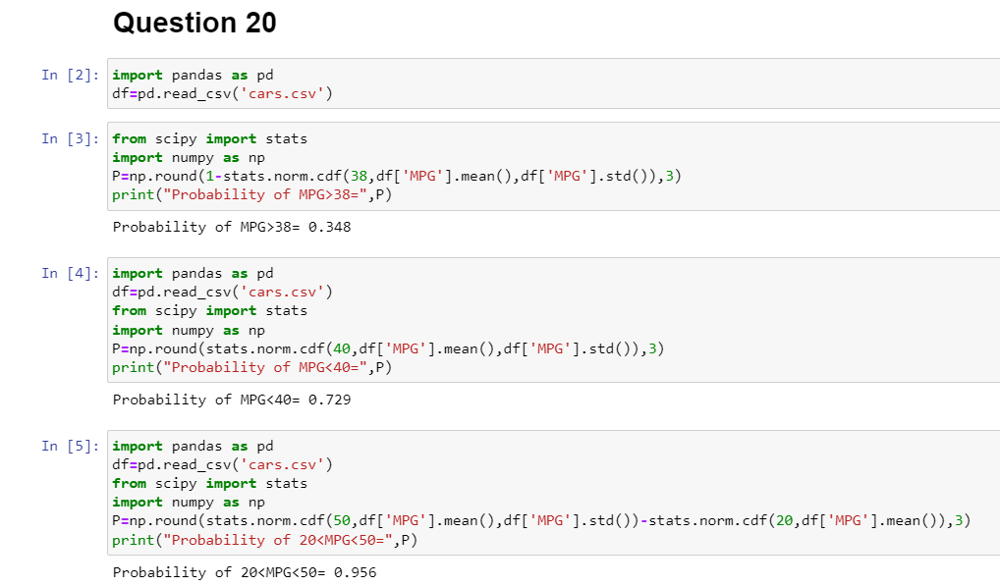 Question 20
In [2]: import pandas as pd
df=pd.read_csv('cars.csv')
In [3]: from scipy import stats
import numpy as np
P=np.round(1-stats.norm.cdf(38,df['MPG'].mean(),df['MPG'].std()),3)
print("Probability of MPG>38=",P)
Probability of MPG>38= 0.348
In [4]: import pandas as pd
df=pd.read_csv('cars.csv')
from scipy import stats
import numpy as np
P=np.round(stats.norm.cdf(40,df['MPG'].mean(),df['MPG'].std()),3)
print("Probability of MPG<40=",P)
Probability of MPG<40= 0.729
In [5]: import pandas as pd
df=pd.read_csv('cars.csv')
from scipy import stats
import numpy as np
P=np.round(stats.norm.cdf(50,df['MPG'].mean(),df['MPG'].std())-stats.norm.cdf(20,df['MPG'].mean()),3)
print("Probability of 20<MPG<50=",P)
Probability of 20<MPG<50= 0.956